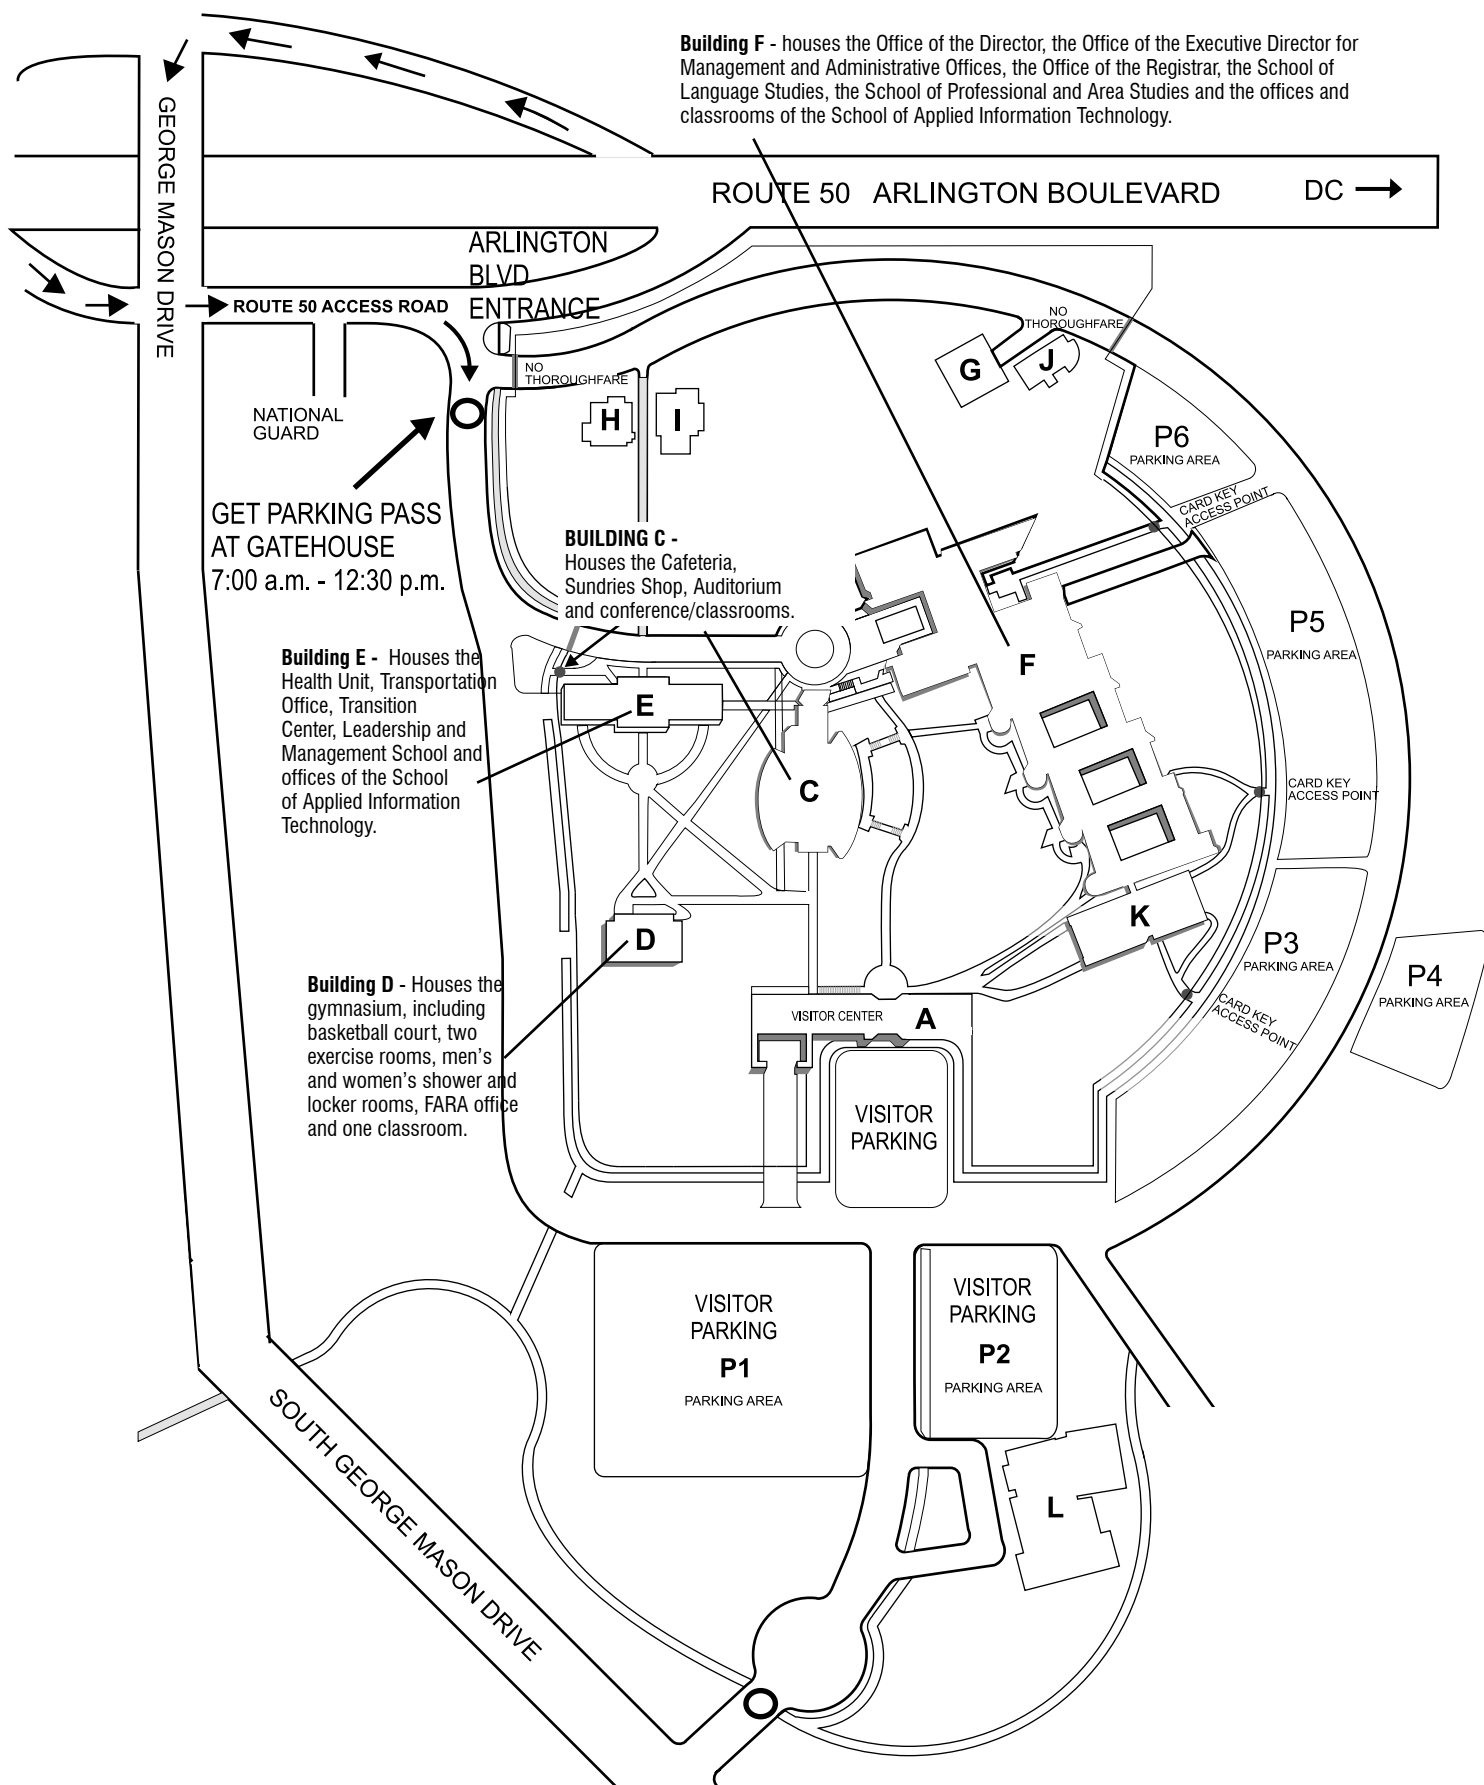 Building F - houses the Office of the Director, the Office of the Executive Director for
Management and Administrative Offices, the Office of the Registrar, the School of
Language Studies, the School of Professional and Area Studies and the offices and
classrooms of the School of Applied Information Technology.
GEORGE MASON DRIVE
ROUTE 50 ARLINGTON BOULEVARD
DC
ARLINGTON
BLVD
ENTRANCE
ROUTE 50 ACCESS ROAD
NO
THOROUGHFARE
NO
THOROUGHFARE
G
J
H
I
NATIONAL
GUARD
P6
PARKING AREA
CARD KEY
ACCESS POINT
GET PARKING PASS
AT GATEHOUSE
7:00 a.m. - 12:30 p.m.
BUILDING C -
Houses the Cafeteria,
Sundries Shop, Auditorium
and conference/classrooms.
P5
PARKING AREA
Building E - Houses the
Health Unit, Transportation
Office, Transition
Center, Leadership and
Management School and
offices of the School
of Applied Information
Technology.
F
E
C
CARD KEY
ACCESS POINT
K
D
P3
PARKING AREA
P4
PARKING AREA
Building D - Houses the
gymnasium, including
basketball court, two
exercise rooms, men's
and women's shower and
locker rooms, FARA office
and one classroom.
VISITOR CENTER
A
CARD KEY
ACCESS POINT
VISITOR
PARKING
VISITOR
PARKING
P1
PARKING AREA
VISITOR
PARKING
P2
PARKING AREA
SOUTH GEORGE MASON DRIVE
L